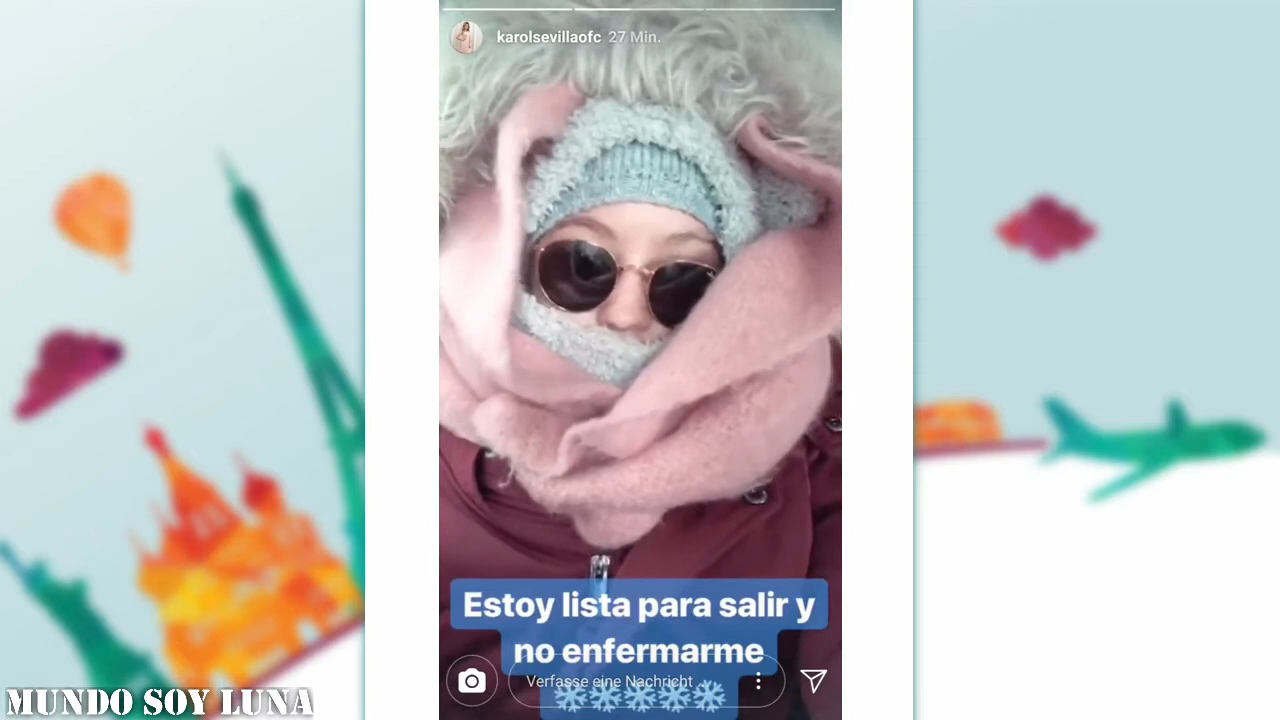 karolsevillaofc 27 Min.
Estoy lista para salir y
no enfermarme
Verfasse eine Nachricht ...
❄❄❄❄❄
MUNDO SOY LUNA